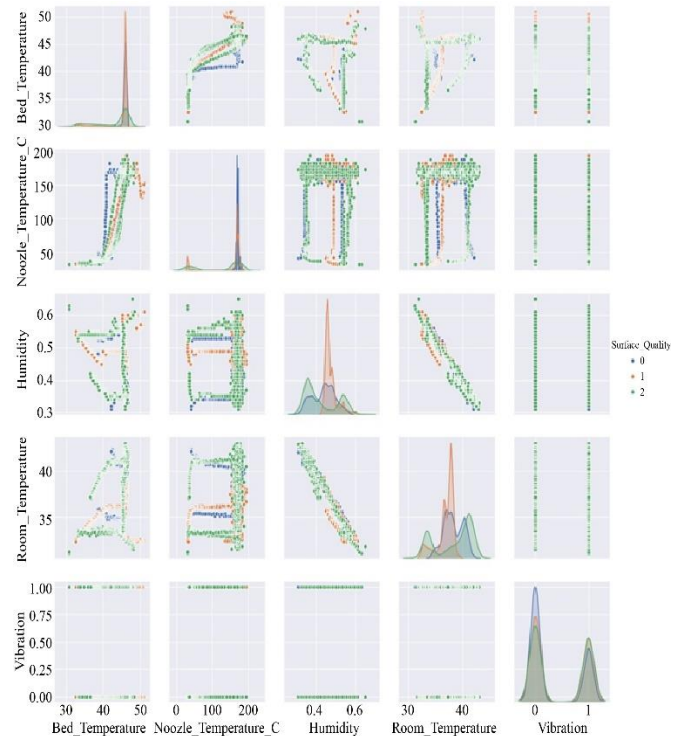 Bed_Temperature
50
45
40
35
30
Noozle_Temperature_C
200
150
100
50
Humidity
0.6
0.5
0.4
0.3
Surface_Quality
0
1
2
Room_Temperature
40
35
Vibration
1.00
0.75
0.50
0.25
0.00
30 40 50 0 100 200 0.4 0.6 30 40 0 1
Bed_Temperature Noozle_Temperature_C Humidity Room_Temperature Vibration